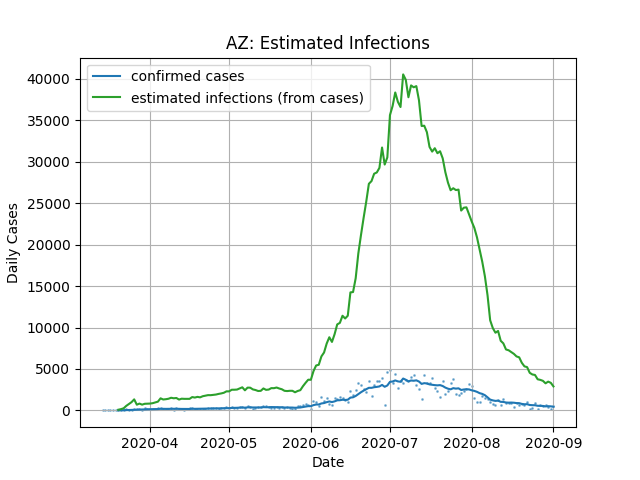 AZ: Estimated Infections
confirmed cases
estimated infections (from cases)
40000
35000
30000
25000
20000
15000
10000
5000
0
Daily Cases
2020-04 2020-05 2020-06 2020-07 2020-08 2020-09
Date